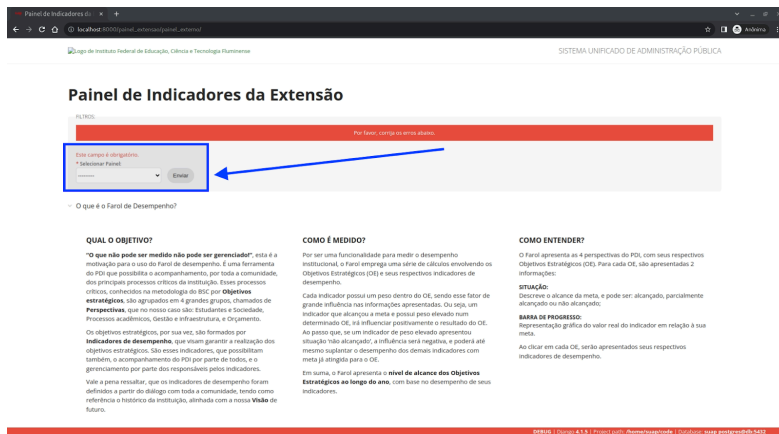 Painel de Indicadores da
localhost:8000/painel_extensao/painel_externo/
Anônima
Logo de Instituto Federal de Educação, Ciência e Tecnologia Fluminense
SISTEMA UNIFICADO DE ADMINISTRAÇÃO PÚBLICA
Painel de Indicadores da Extensão
FILTROS:
Por favor, corrija os erros abaixo.
Este campo é obrigatório.
* Selecionar Painel:
---------
Enviar
O que é o Farol de Desempenho?
QUAL O OBJETIVO?
"O que não pode ser medido não pode ser gerenciado!", esta é a
motivação para o uso do Farol de desempenho. É uma ferramenta
do PDI que possibilita o acompanhamento, por toda a comunidade,
dos principais processos críticos da instituição. Esses processos
críticos, conhecidos na metodologia do BSC por Objetivos
estratégicos, são agrupados em 4 grandes grupos, chamados de
Perspectivas, que no nosso caso são: Estudantes e Sociedade,
Processos acadêmicos, Gestão e infraestrutura, e Orçamento.
Os objetivos estratégicos, por sua vez, são formados por
Indicadores de desempenho, que visam garantir a realização dos
objetivos estratégicos. São esses indicadores, que possibilitam
também, o acompanhamento do PDI por parte de todos, e o
gerenciamento por parte dos responsáveis pelos indicadores.
Vale a pena ressaltar, que os indicadores de desempenho foram
definidos a partir do diálogo com toda a comunidade, tendo como
referência o histórico da instituição, alinhada com a nossa Visão de
futuro.
COMO É MEDIDO?
Por ser uma funcionalidade para medir o desempenho
institucional, o Farol emprega uma série de cálculos envolvendo os
Objetivos Estratégicos (OE) e seus respectivos indicadores de
desempenho.
Cada indicador possui um peso dentro do OE, sendo esse fator de
grande influência nas informações apresentadas. Ou seja, um
indicador que alcançou a meta e possui peso elevado num
determinado OE, irá influenciar positivamente o resultado do OE.
Ao passo que, se um indicador de peso elevado apresentou
situação 'não alcançado', a influência será negativa, e poderá até
mesmo suplantar o desempenho dos demais indicadores com
meta já atingida para o OE.
Em suma, o Farol apresenta o nível de alcance dos Objetivos
Estratégicos ao longo do ano, com base no desempenho de seus
indicadores.
COMO ENTENDER?
O Farol apresenta as 4 perspectivas do PDI, com seus respectivos
Objetivos Estratégicos (OE). Para cada OE, são apresentadas 2
informações:
SITUAÇÃO:
Descreve o alcance da meta, e pode ser: alcançado, parcialmente
alcançado ou não alcançado;
BARRA DE PROGRESSO:
Representação gráfica do valor real do indicador em relação à sua
meta.
Ao clicar em cada OE, serão apresentados seus respectivos
indicadores de desempenho.
DEBUG | Django 4.1.5 | Project path: /home/suap/code | Database: suap postgres@db:5432